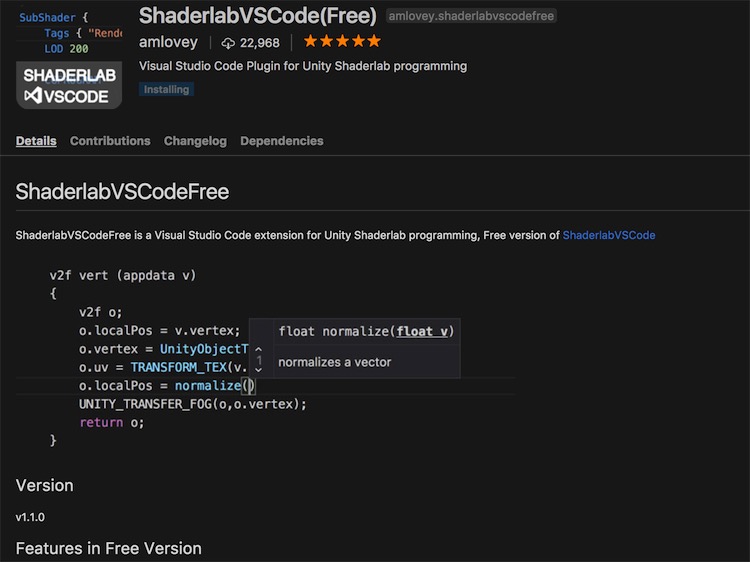 SubShader {
Tags { "Rende
LOD 200
SHADERLAB
VSCODE
ShaderlabVSCode(Free) amlovey.shaderlabvscodefree
amlovey 22,968
Visual Studio Code Plugin for Unity Shaderlab programming
Installing
Details Contributions Changelog Dependencies
ShaderlabVSCodeFree
ShaderlabVSCodeFree is a Visual Studio Code extension for Unity Shaderlab programming, Free version of ShaderlabVSCode
v2f vert (appdata v)
{
v2f o;
o.localPos = v.vertex;
float normalize(float v)
o.vertex = UnityObjectT
1
normalizes a vector
o.uv = TRANSFORM_TEX(v.
o.localPos = normalize()
UNITY_TRANSFER_FOG(o,o.vertex);
return o;
}
Version
v1.1.0
Features in Free Version